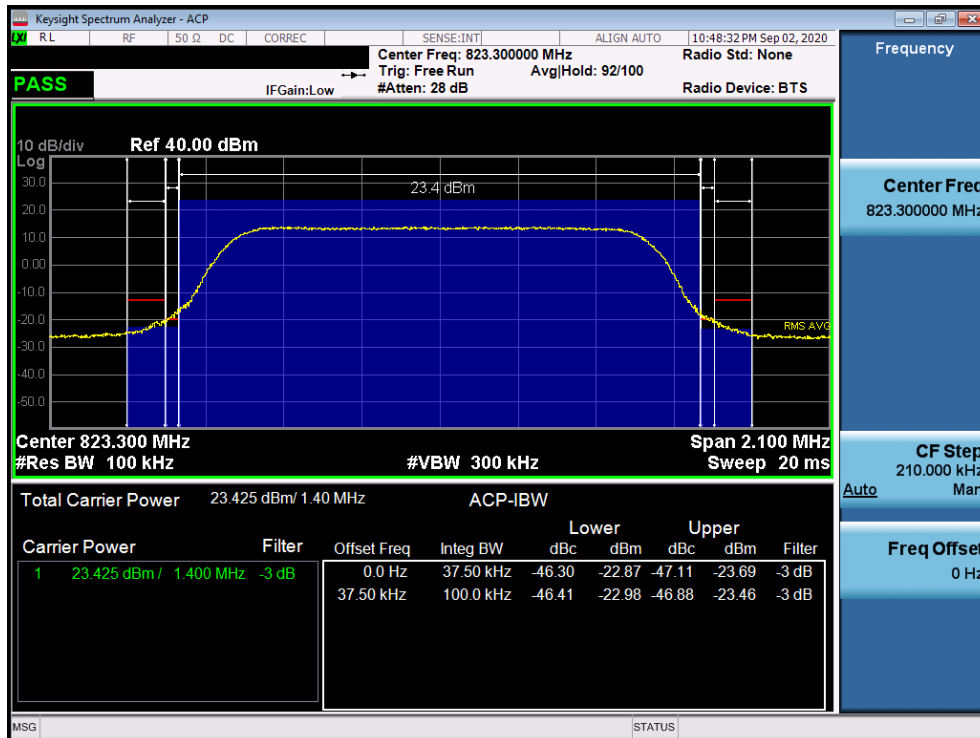 Keysight Spectrum Analyzer - ACP
LXI RL RF 50 Ω DC CORREC SENSE:INT ALIGN AUTO 10:48:32 PM Sep 02, 2020
Center Freq: 823.300000 MHz Radio Std: None
Trig: Free Run Avg|Hold: 92/100
PASS IFGain:Low #Atten: 28 dB Radio Device: BTS
Frequency
10 dB/div Ref 40.00 dBm
Log
30.0
23.4 dBm
20.0
10.0
0.00
-10.0
-20.0
RMS AVG
-30.0
-40.0
-50.0
Center 823.300 MHz Span 2.100 MHz
#Res BW 100 kHz #VBW 300 kHz Sweep 20 ms
Center Freq
823.300000 MHz
CF Step
210.000 kHz
Auto Man
Freq Offset
0 Hz
Total Carrier Power 23.425 dBm/ 1.40 MHz ACP-IBW
Lower Upper
Carrier Power Filter Offset Freq Integ BW dBc dBm dBc dBm Filter
1 23.425 dBm / 1.400 MHz -3 dB 0.0 Hz 37.50 kHz -46.30 -22.87 -47.11 -23.69 -3 dB
37.50 kHz 100.0 kHz -46.41 -22.98 -46.88 -23.46 -3 dB
MSG STATUS